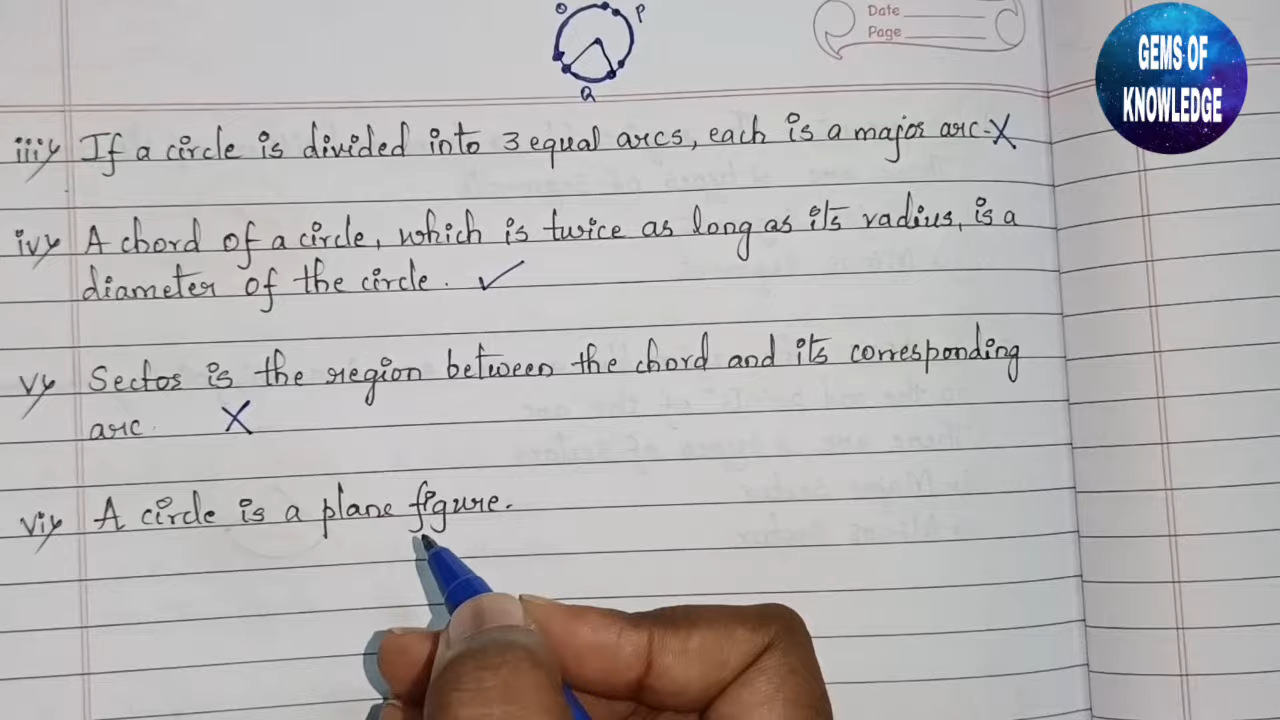 O
P
Q
Date
Page
GEMS OF
KNOWLEDGE
iii) If a circle is divided into 3 equal arcs, each is a major arc. X
iv) A chord of a circle, which is twice as long as its radius, is a
diameter of the circle. ✓
v) Sector is the region between the chord and its corresponding
arc. X
vi) A circle is a plane figure.